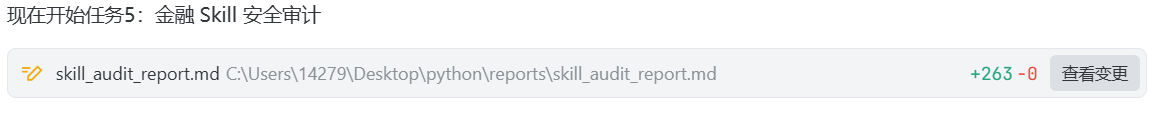 现在开始任务5：金融 Skill 安全审计
skill_audit_report.md C:\Users\14279\Desktop\python\reports\skill_audit_report.md +263 -0 查看变更